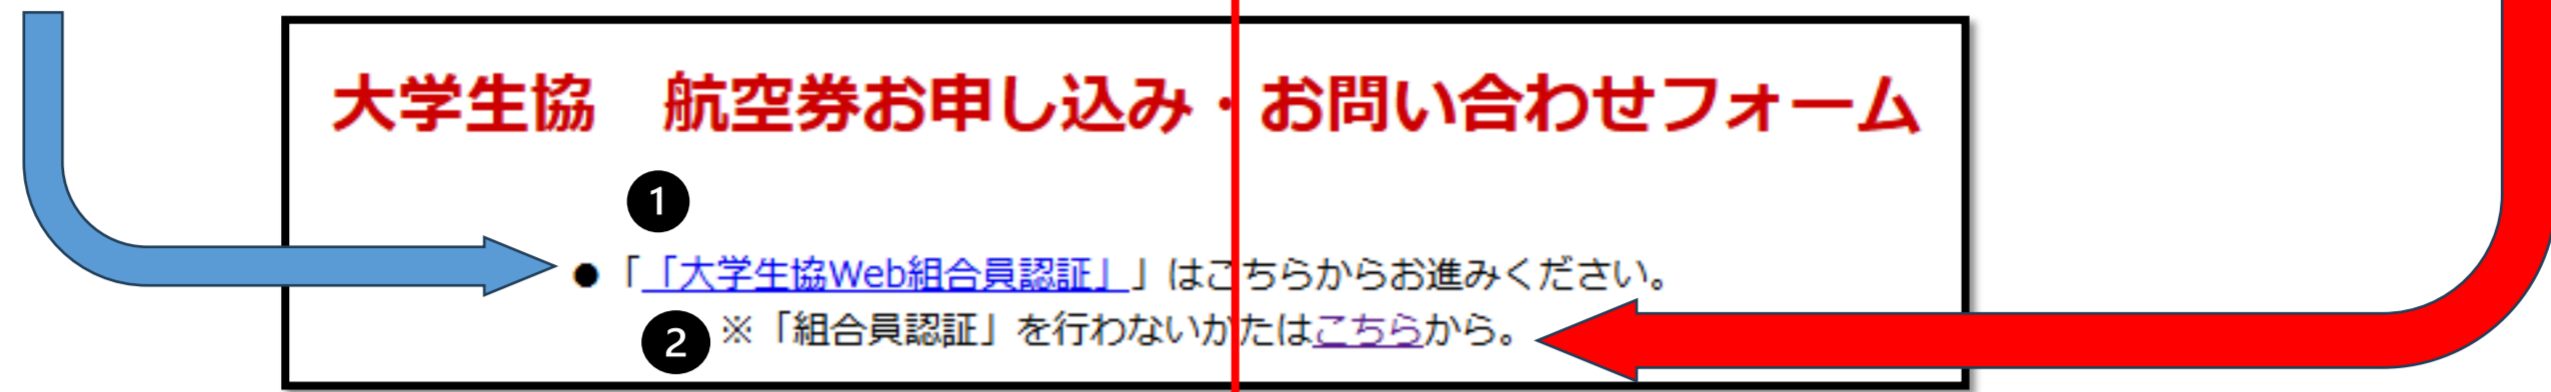 大学生協　航空券お申し込み・お問い合わせフォーム
1
●「「大学生協Web組合員認証」」はこちらからお進みください。
2 ※「組合員認証」を行わないかたはこちらから。